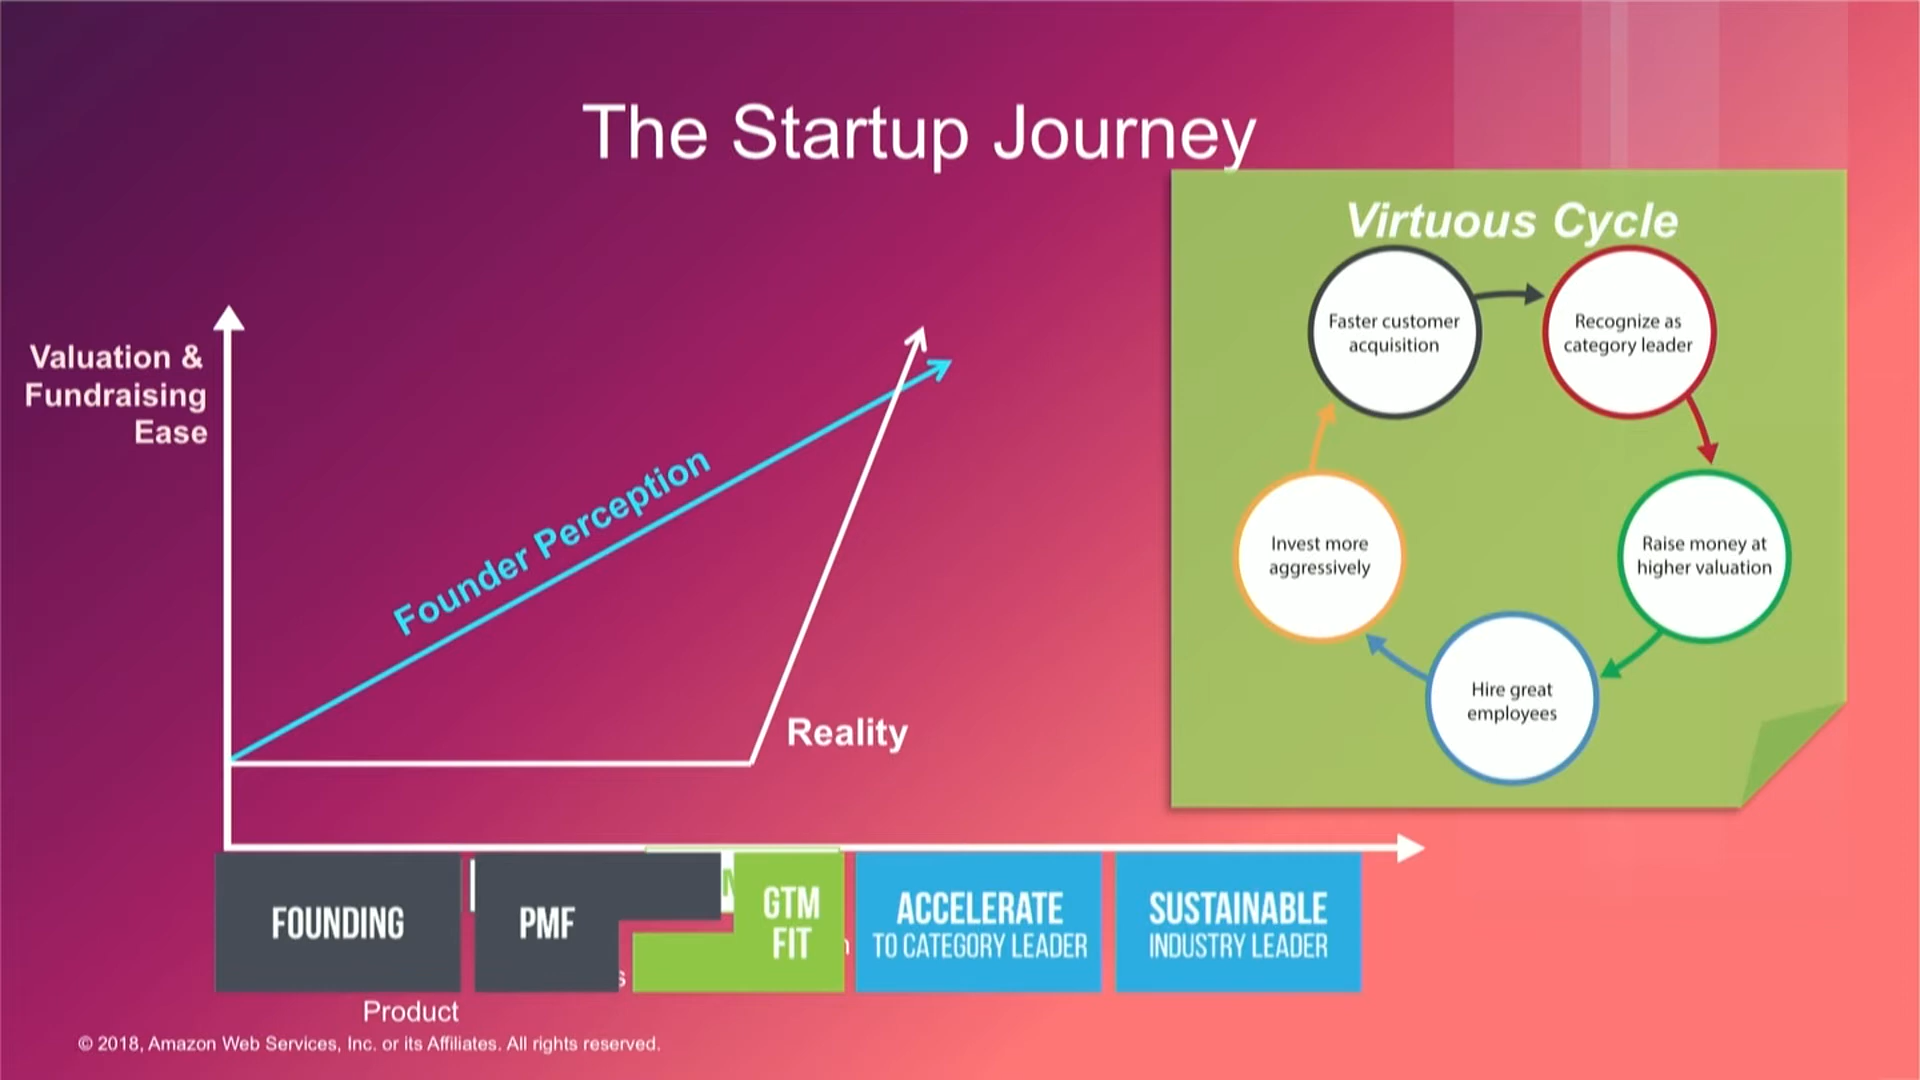 The Startup Journey
Virtuous Cycle
Faster customer
acquisition
Recognize as
category leader
Raise money at
higher valuation
Hire great
employees
Invest more
aggressively
Valuation &
Fundraising
Ease
Founder Perception
Reality
FOUNDING
PMF
GTM
FIT
ACCELERATE
TO CATEGORY LEADER
SUSTAINABLE
INDUSTRY LEADER
Product
© 2018, Amazon Web Services, Inc. or its Affiliates. All rights reserved.